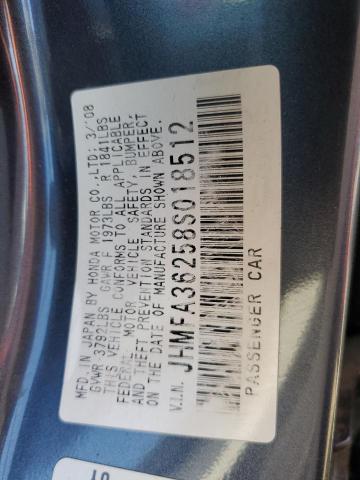 MFD. IN JAPAN BY HONDA MOTOR CO., LTD. 3/'08
GVWR 3792LBS GAWR F 1973LBS R 1841LBS
THIS VEHICLE CONFORMS TO ALL APPLICABLE
FEDERAL MOTOR VEHICLE SAFETY, BUMPER,
AND THEFT PREVENTION STANDARDS IN EFFECT
ON THE DATE OF MANUFACTURE SHOWN ABOVE.
V.I.N. JHMFA36258S018512
PASSENGER CAR